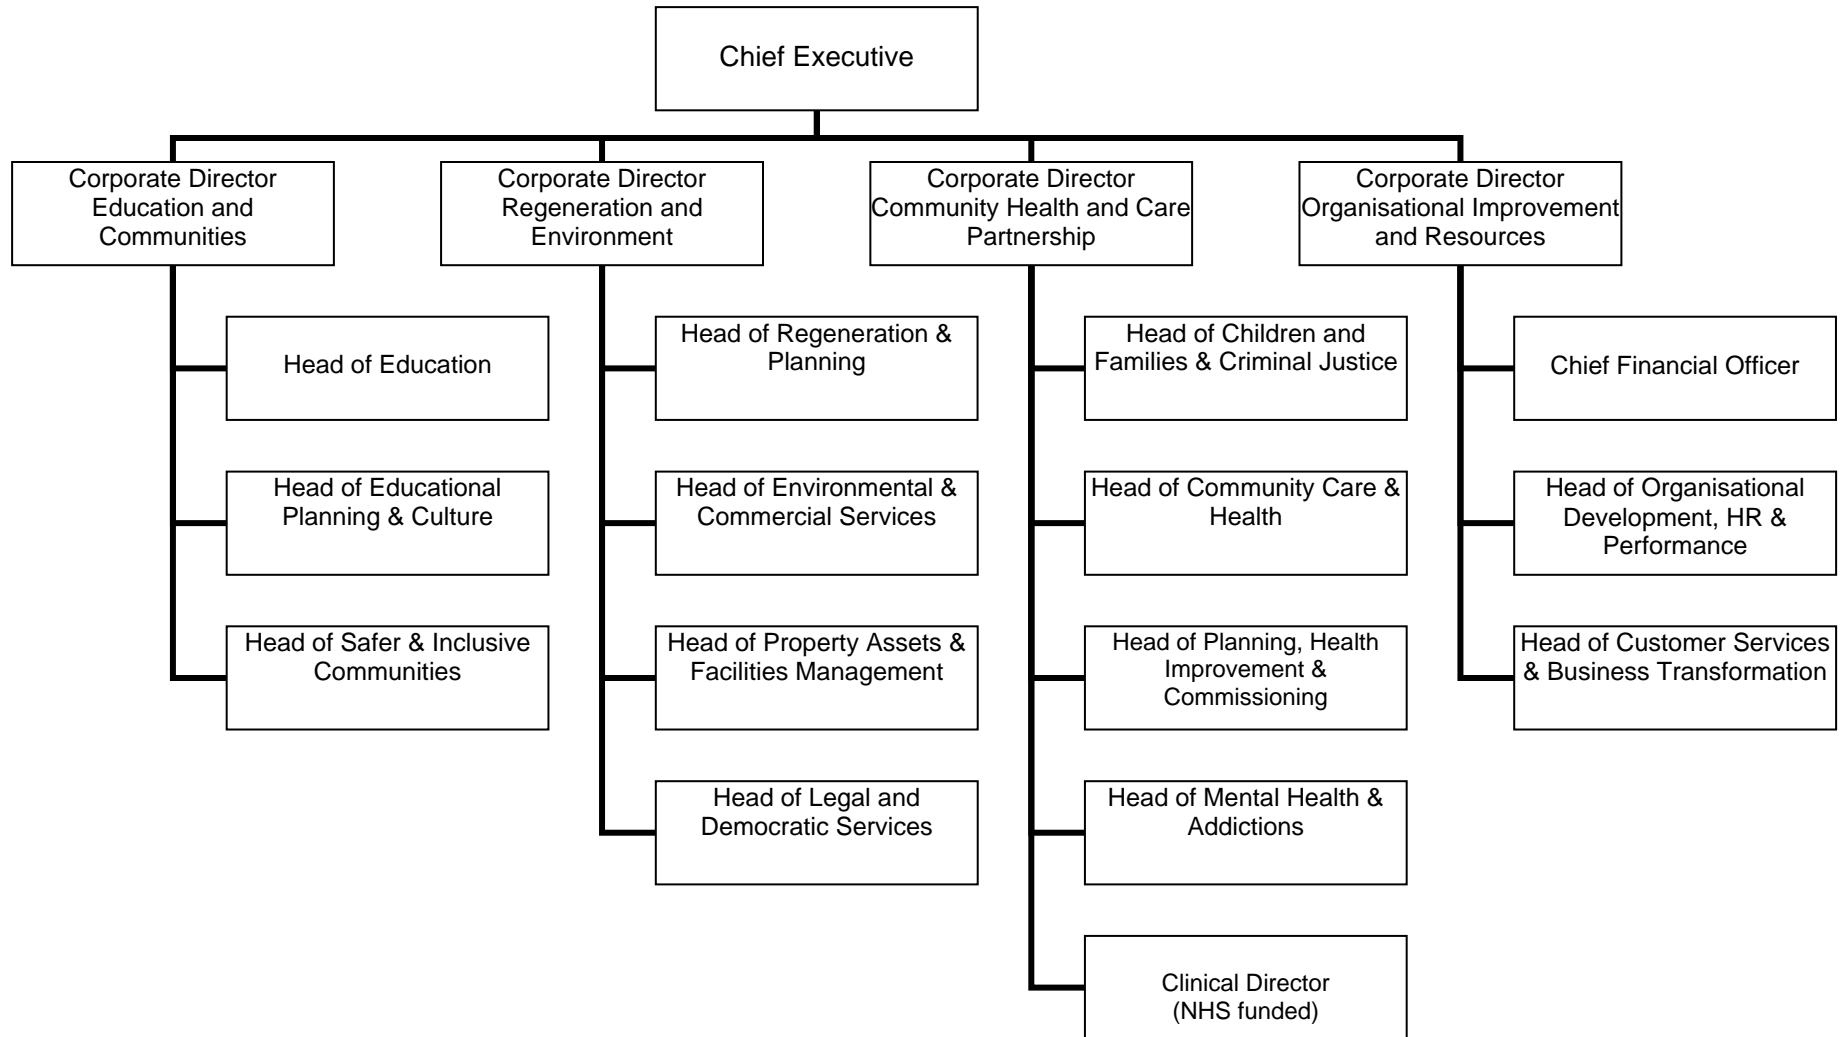 Chief Executive
Corporate Director
Education and
Communities
Corporate Director
Regeneration and
Environment
Corporate Director
Community Health and Care
Partnership
Corporate Director
Organisational Improvement
and Resources
Head of Education
Head of Educational
Planning & Culture
Head of Safer & Inclusive
Communities
Head of Regeneration &
Planning
Head of Environmental &
Commercial Services
Head of Property Assets &
Facilities Management
Head of Legal and
Democratic Services
Head of Children and
Families & Criminal Justice
Head of Community Care &
Health
Head of Planning, Health
Improvement &
Commissioning
Head of Mental Health &
Addictions
Clinical Director
(NHS funded)
Chief Financial Officer
Head of Organisational
Development, HR &
Performance
Head of Customer Services
& Business Transformation